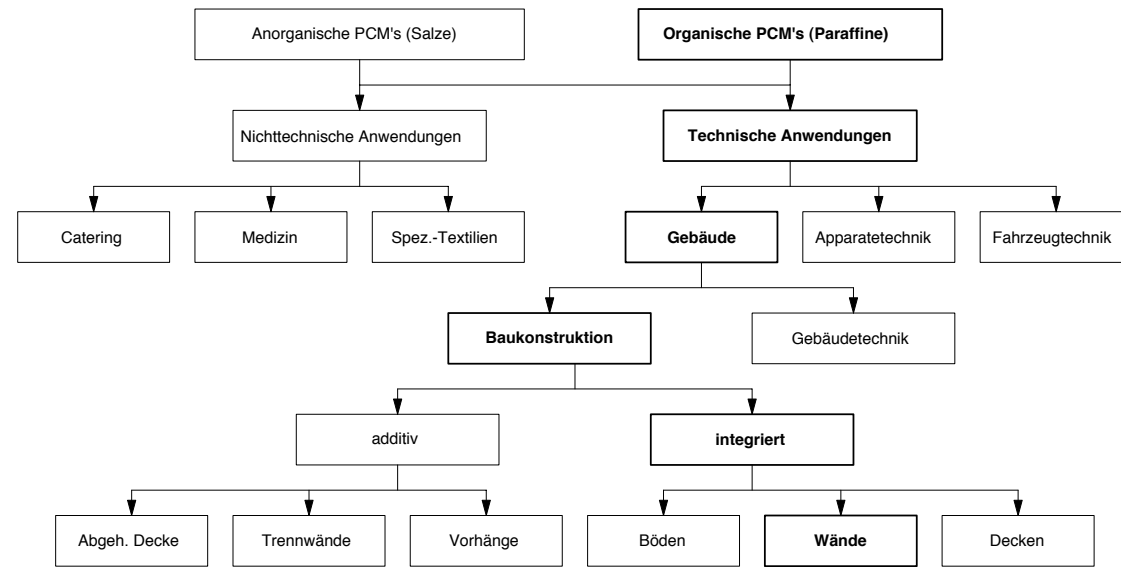 Anorganische PCM's (Salze)
Organische PCM's (Paraffine)
Nichttechnische Anwendungen
Technische Anwendungen
Catering
Medizin
Spez.-Textilien
Gebäude
Apparatetechnik
Fahrzeugtechnik
Baukonstruktion
Gebäudetechnik
additiv
integriert
Abgeh. Decke
Trennwände
Vorhänge
Böden
Wände
Decken